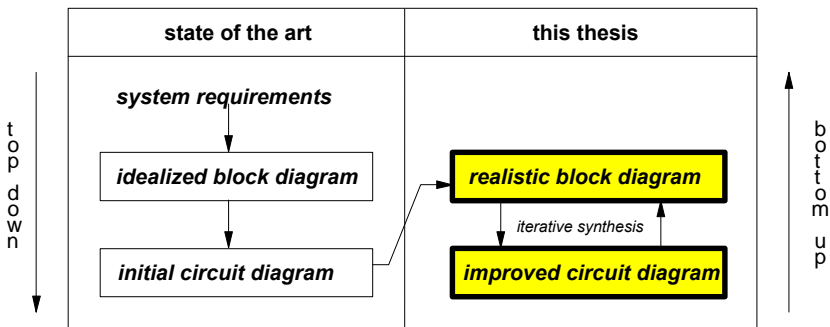 state of the art
this thesis
system requirements
idealized block diagram
realistic block diagram
iterative synthesis
initial circuit diagram
improved circuit diagram
top down
bottom up